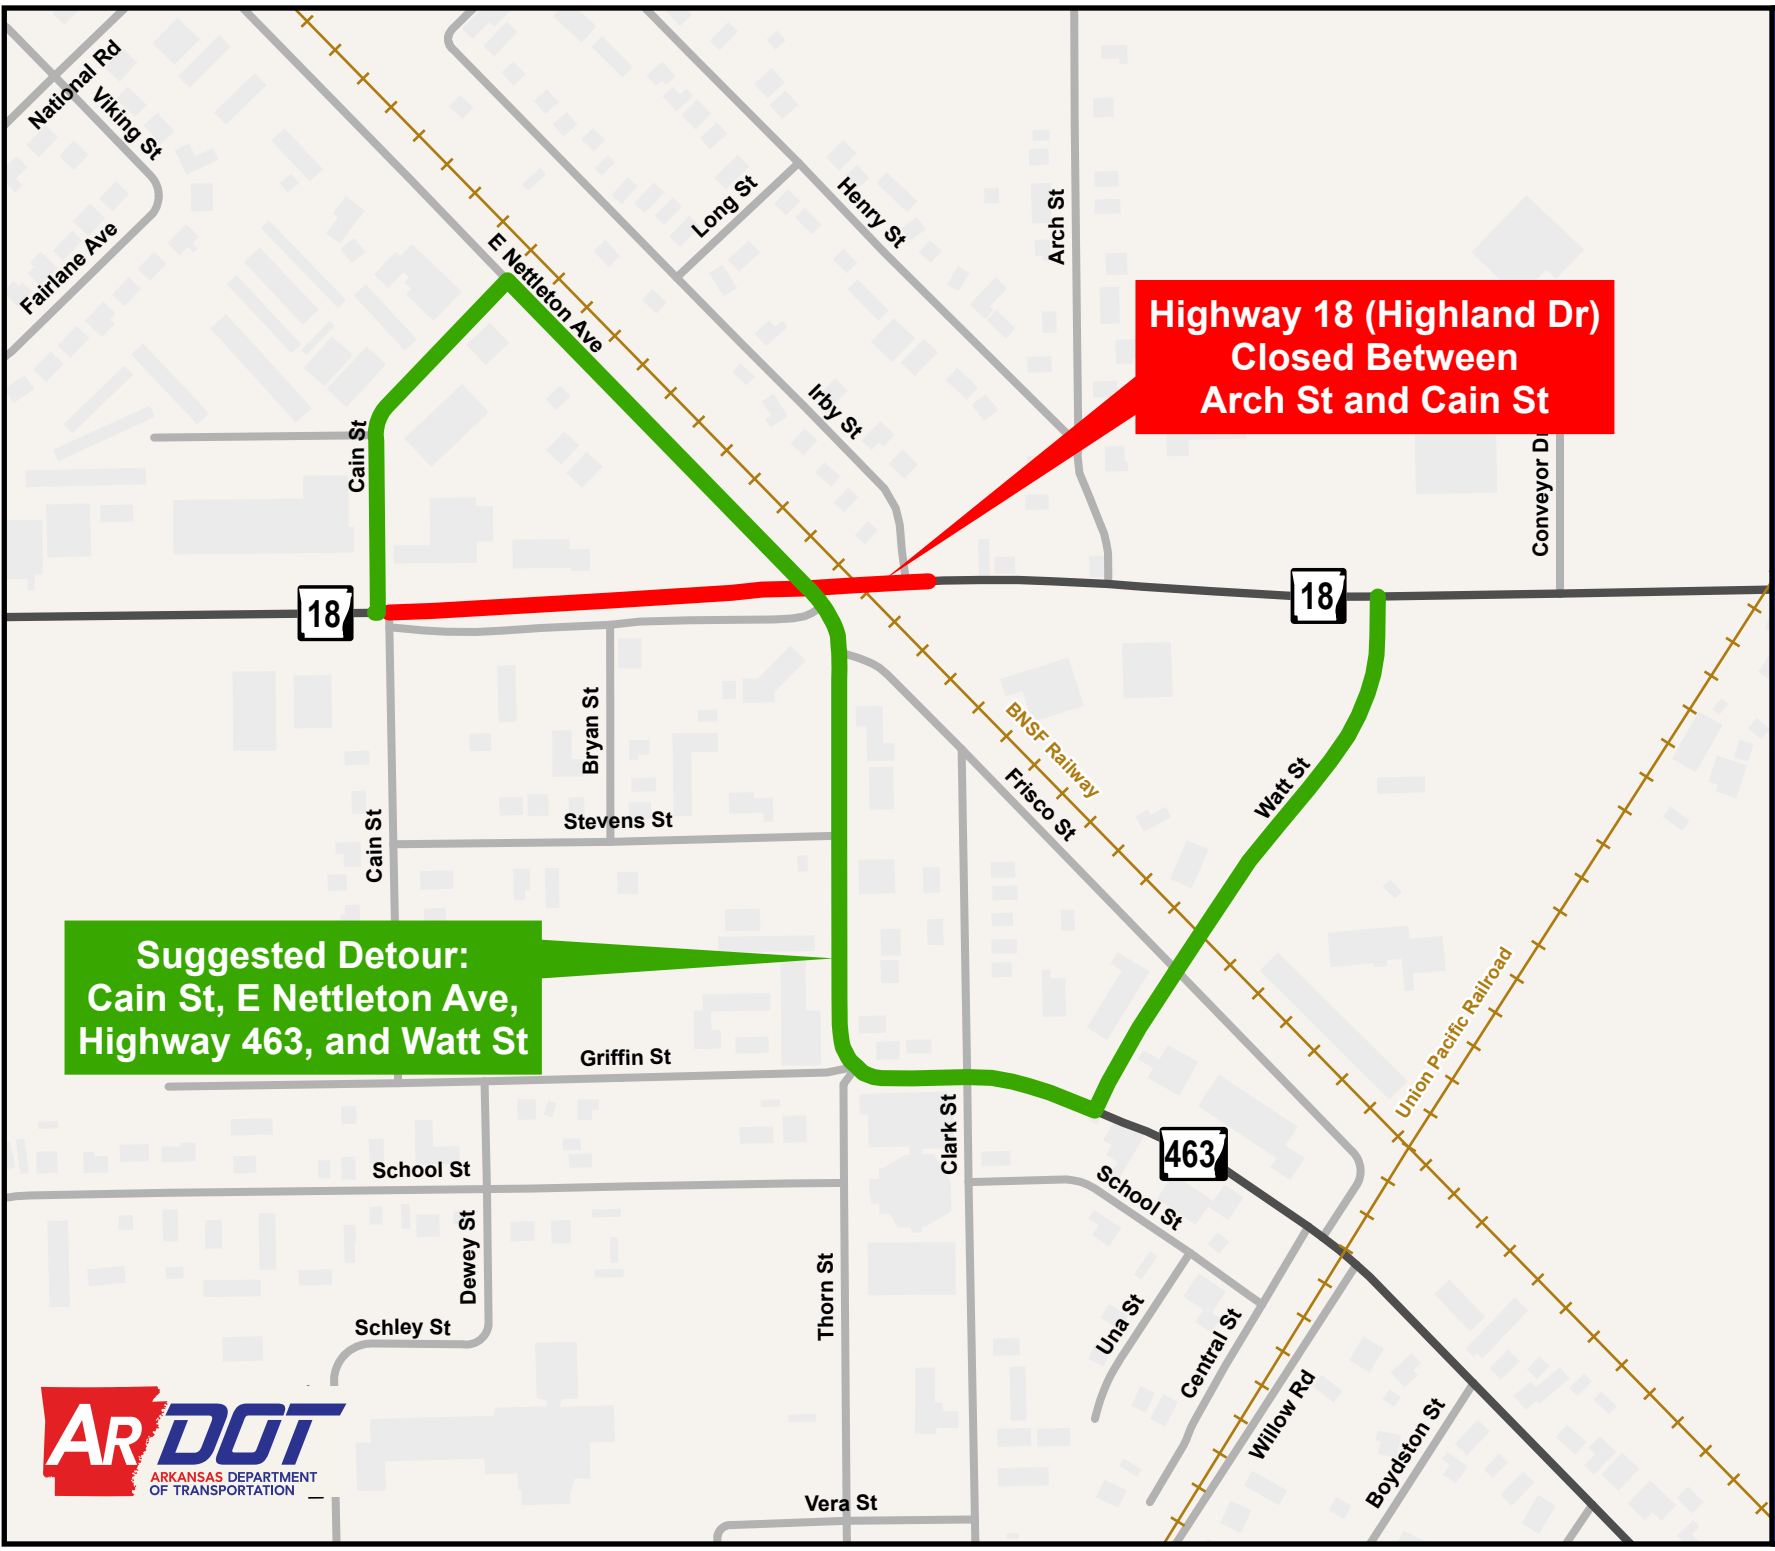 National Rd
Viking St
Fairlane Ave
E Nettleton Ave
Long St
Henry St
Arch St
Irby St
Highway 18 (Highland Dr)
Closed Between
Arch St and Cain St
Conveyor Dr
Cain St
18
18
Bryan St
BNSF Railway
Frisco St
Watt St
Stevens St
Cain St
Suggested Detour:
Cain St, E Nettleton Ave,
Highway 463, and Watt St
Griffin St
Union Pacific Railroad
Clark St
463
School St
School St
Dewey St
Thorn St
Schley St
Una St
Central St
Willow Rd
Boydston St
Vera St
ARDOT
ARKANSAS DEPARTMENT
OF TRANSPORTATION